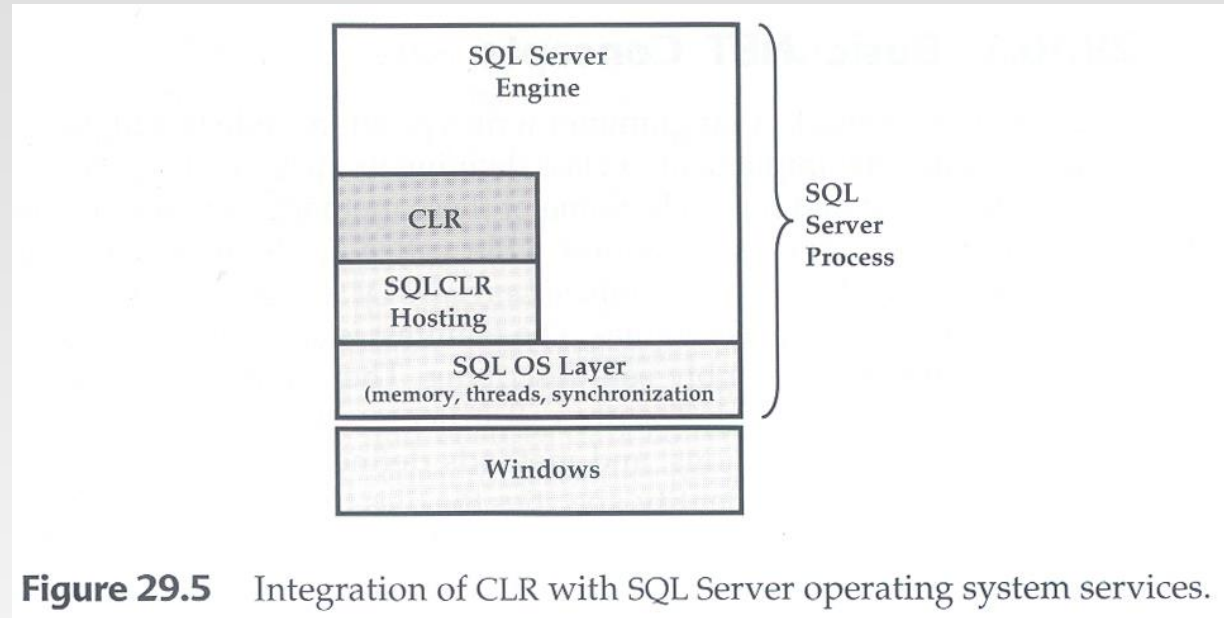 SQL Server
Engine
CLR
SQLCLR
Hosting
SQL OS Layer
(memory, threads, synchronization
Windows
SQL
Server
Process
Figure 29.5 Integration of CLR with SQL Server operating system services.